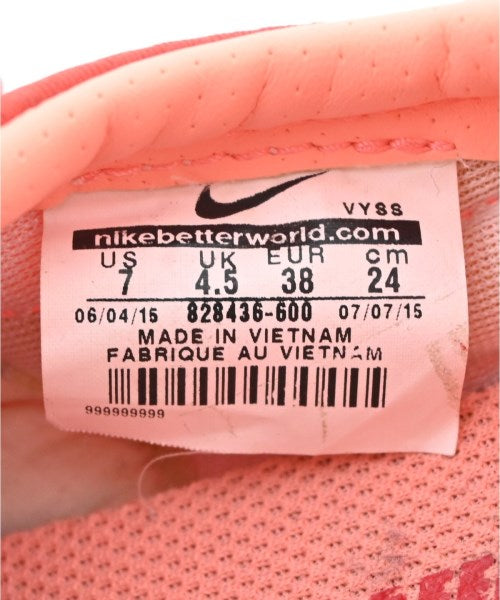 VYSS
nikebetterworld.com
US UK EUR cm
7 4.5 38 24
06/04/15 828436-600 07/07/15
MADE IN VIETNAM
FABRIQUE AU VIETNAM
999999999